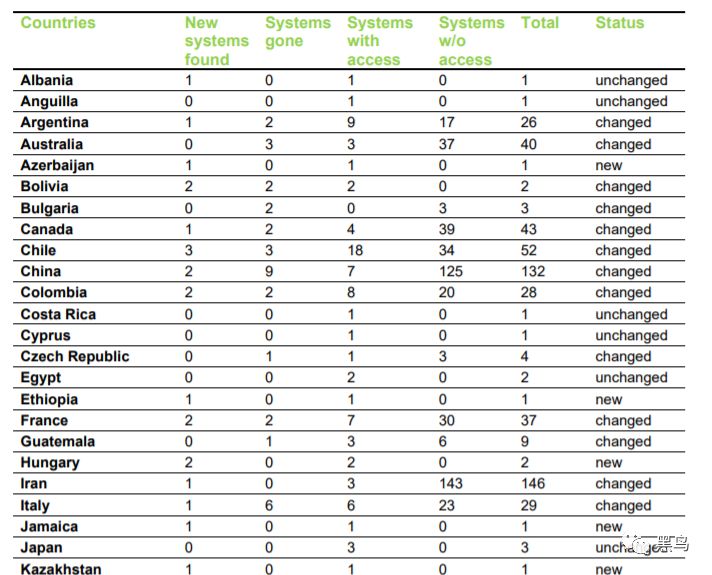 Countries New systems found Systems gone Systems with access Systems w/o access Total Status
Albania 1 0 1 0 1 unchanged
Anguilla 0 0 1 0 1 unchanged
Argentina 1 2 9 17 26 changed
Australia 0 3 3 37 40 changed
Azerbaijan 1 0 1 0 1 new
Bolivia 2 2 2 0 2 changed
Bulgaria 0 2 0 3 3 changed
Canada 1 2 4 39 43 changed
Chile 3 3 18 34 52 changed
China 2 9 7 125 132 changed
Colombia 2 2 8 20 28 changed
Costa Rica 0 0 1 0 1 unchanged
Cyprus 0 0 1 0 1 unchanged
Czech Republic 0 1 1 3 4 changed
Egypt 0 0 2 0 2 unchanged
Ethiopia 1 0 1 0 1 new
France 2 2 7 30 37 changed
Guatemala 0 1 3 6 9 changed
Hungary 2 0 2 0 2 new
Iran 1 0 3 143 146 changed
Italy 1 6 6 23 29 changed
Jamaica 1 0 1 0 1 new
Japan 0 0 3 0 3 unchanged
Kazakhstan 1 0 1 0 1 new
黑鸟